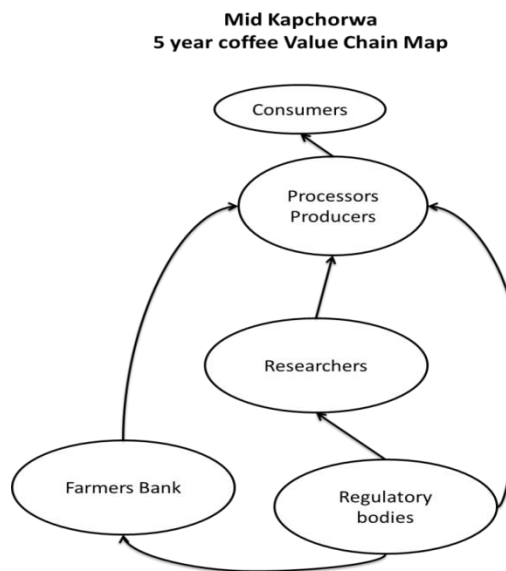 Mid Kapchorwa
5 year coffee Value Chain Map
Consumers
Processors
Producers
Researchers
Farmers Bank
Regulatory
bodies